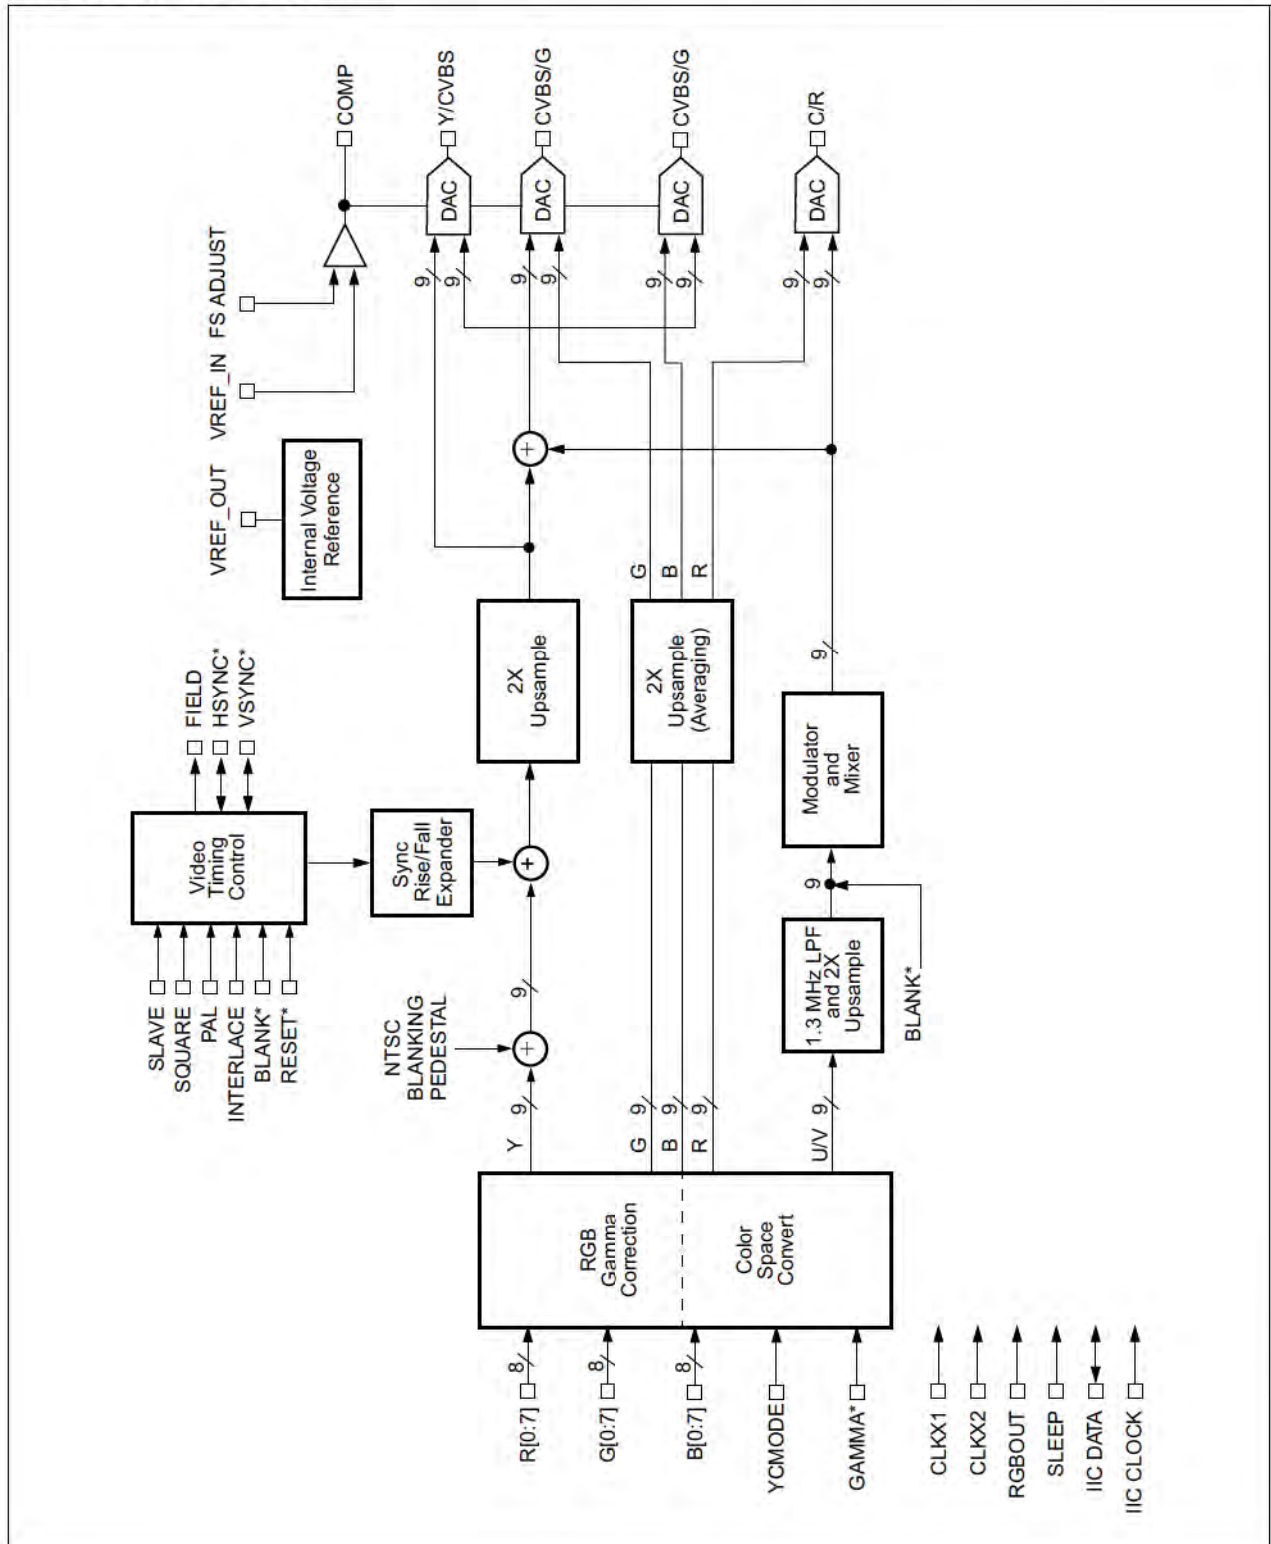 SLAVE
SQUARE
PAL
INTERLACE
BLANK*
RESET*
Video
Timing
Control
FIELD
HSYNC*
VSYNC*
VREF_OUT
VREF_IN
FS ADJUST
Internal Voltage
Reference
COMP
Sync
Rise/Fall
Expander
NTSC
BLANKING
PEDESTAL
R[0:7]
8
G[0:7]
8
B[0:7]
8
YCMODE
GAMMA*
RGB
Gamma
Correction
Color
Space
Convert
Y
9
+
9
+
2X
Upsample
+
G
9
B
9
R
9
2X
Upsample
(Averaging)
G
B
R
U/V
9
1.3 MHz LPF
and 2X
Upsample
BLANK*
9
Modulator
and
Mixer
9
9
9
DAC
Y/CVBS
9
9
DAC
CVBS/G
9
9
DAC
CVBS/G
9
9
DAC
C/R
CLKX1
CLKX2
RGBOUT
SLEEP
IIC DATA
IIC CLOCK